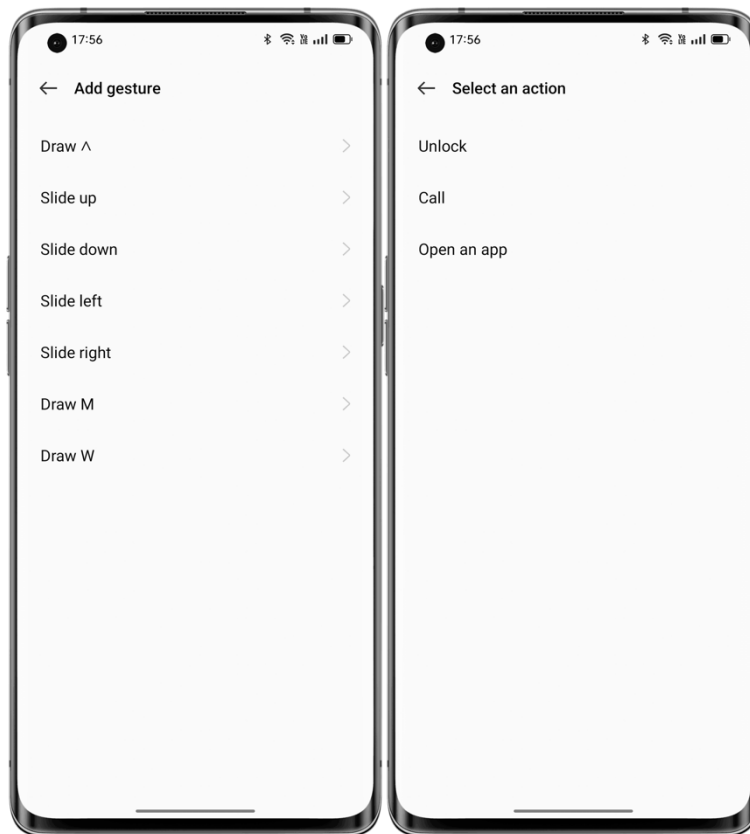 17:56
Add gesture
Draw ∧
Slide up
Slide down
Slide left
Slide right
Draw M
Draw W
17:56
Select an action
Unlock
Call
Open an app